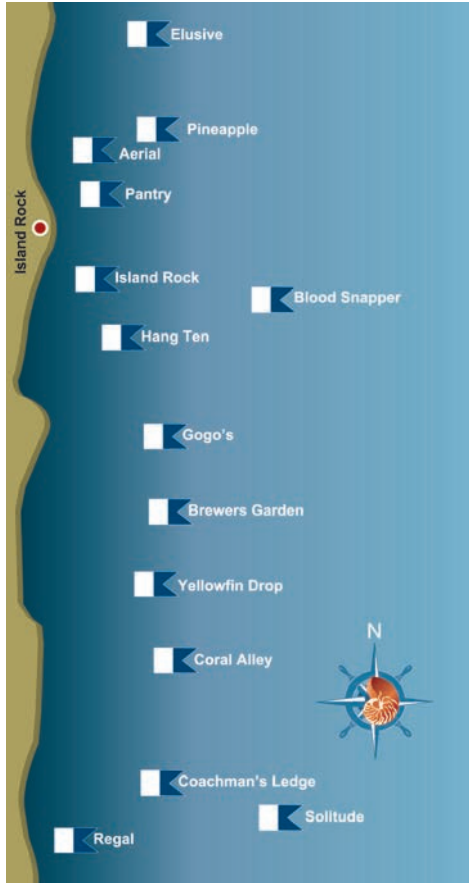 Elusive
Pineapple
Aerial
Pantry
Island Rock
Island Rock
Blood Snapper
Hang Ten
Gogo's
Brewers Garden
Yellowfin Drop
Coral Alley
N
Coachman's Ledge
Solitude
Regal